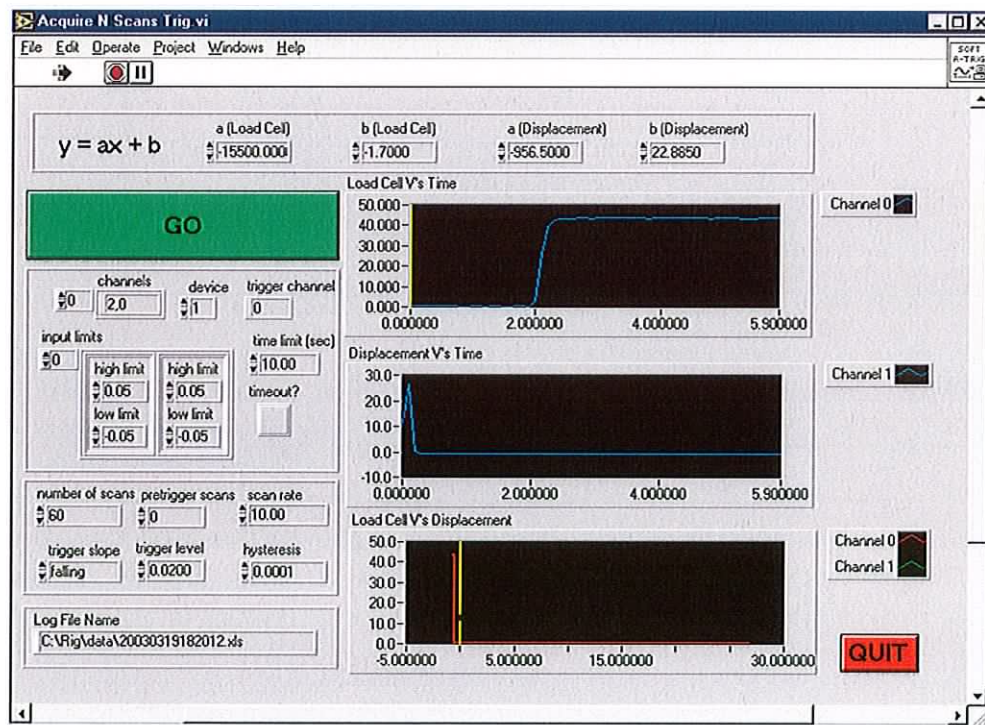 Acquire N Scans Trig.vi
File Edit Operate Project Windows Help
SOFT
A-TRIG
y = ax + b
a (Load Cell) b (Load Cell) a (Displacement) b (Displacement)
-15500.000 -1.7000 -956.5000 22.8850
GO
channels device trigger channel
0 2,0 1 0
input limits time limit (sec)
0 high limit high limit 10.00
0.05 0.05 timeout?
low limit low limit
-0.05 -0.05
number of scans pretrigger scans scan rate
60 0 10.00
trigger slope trigger level hysteresis
falling 0.0200 0.0001
Log File Name
C:\Rig\data\20030319182012.xls
Load Cell V's Time
Channel 0
50.000
40.000
30.000
20.000
10.000
0.000
0.000000 2.000000 4.000000 5.900000
Displacement V's Time
Channel 1
30.0
20.0
10.0
0.0
-10.0
0.000000 2.000000 4.000000 5.900000
Load Cell V's Displacement
Channel 0
Channel 1
50.0
40.0
30.0
20.0
10.0
0.0
-5.000000 5.000000 15.000000 30.000000
QUIT